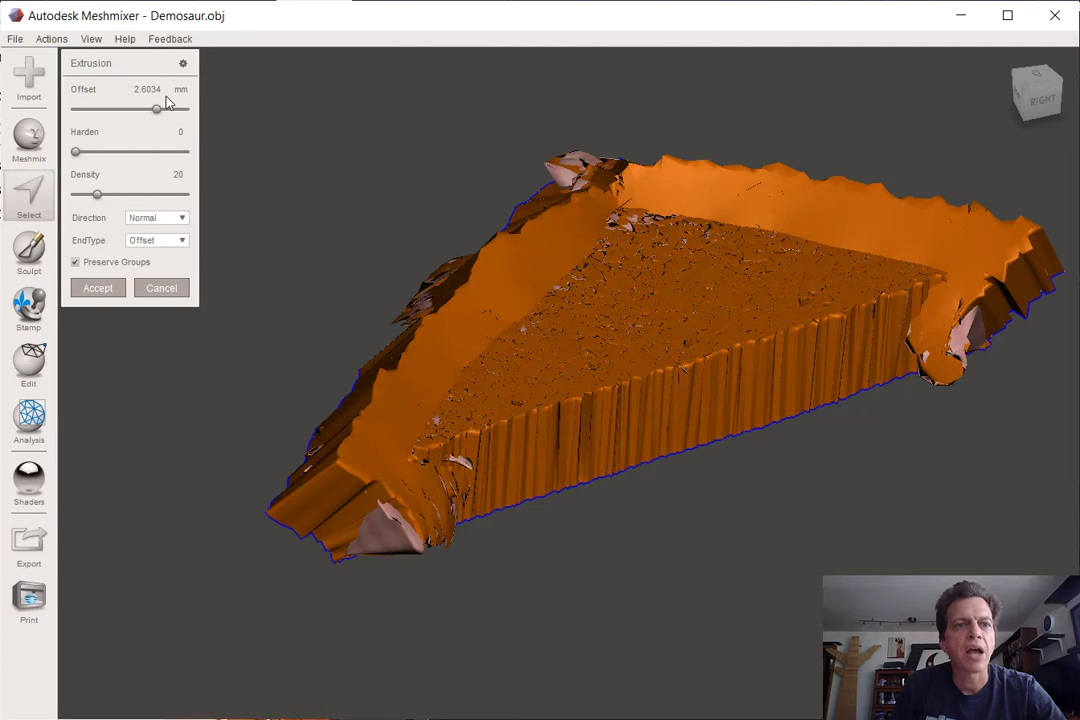 Autodesk Meshmixer - Demosaur.obj
File Actions View Help Feedback
Import
Meshmix
Select
Sculpt
Stamp
Edit
Analysis
Shaders
Export
Print
Extrusion
Offset 2.6034 mm
Harden 0
Density 20
Direction Normal
EndType Offset
Preserve Groups
Accept Cancel
RIGHT